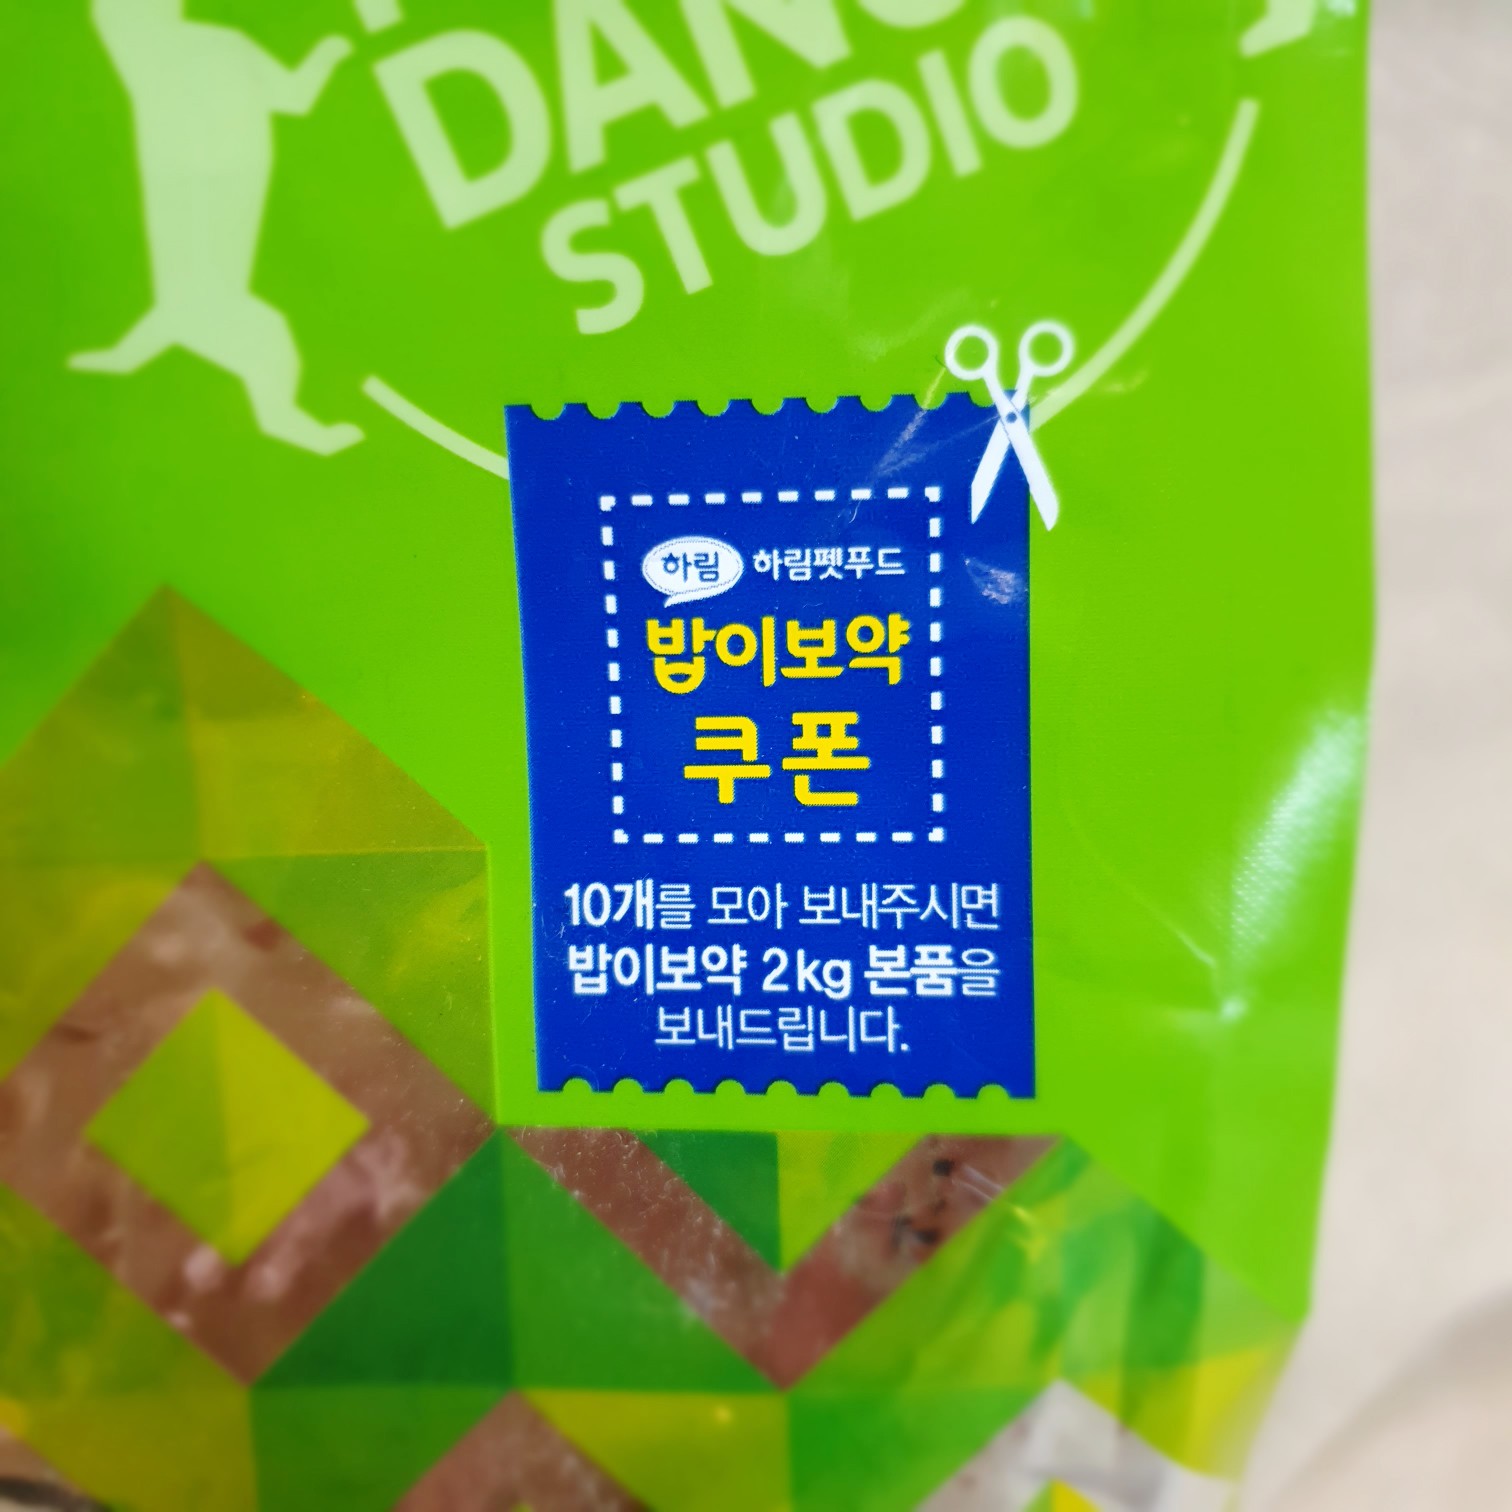 STUDIO
하림 하림펫푸드
밥이보약
쿠폰
10개를 모아 보내주시면
밥이보약 2kg 본품을
보내드립니다.